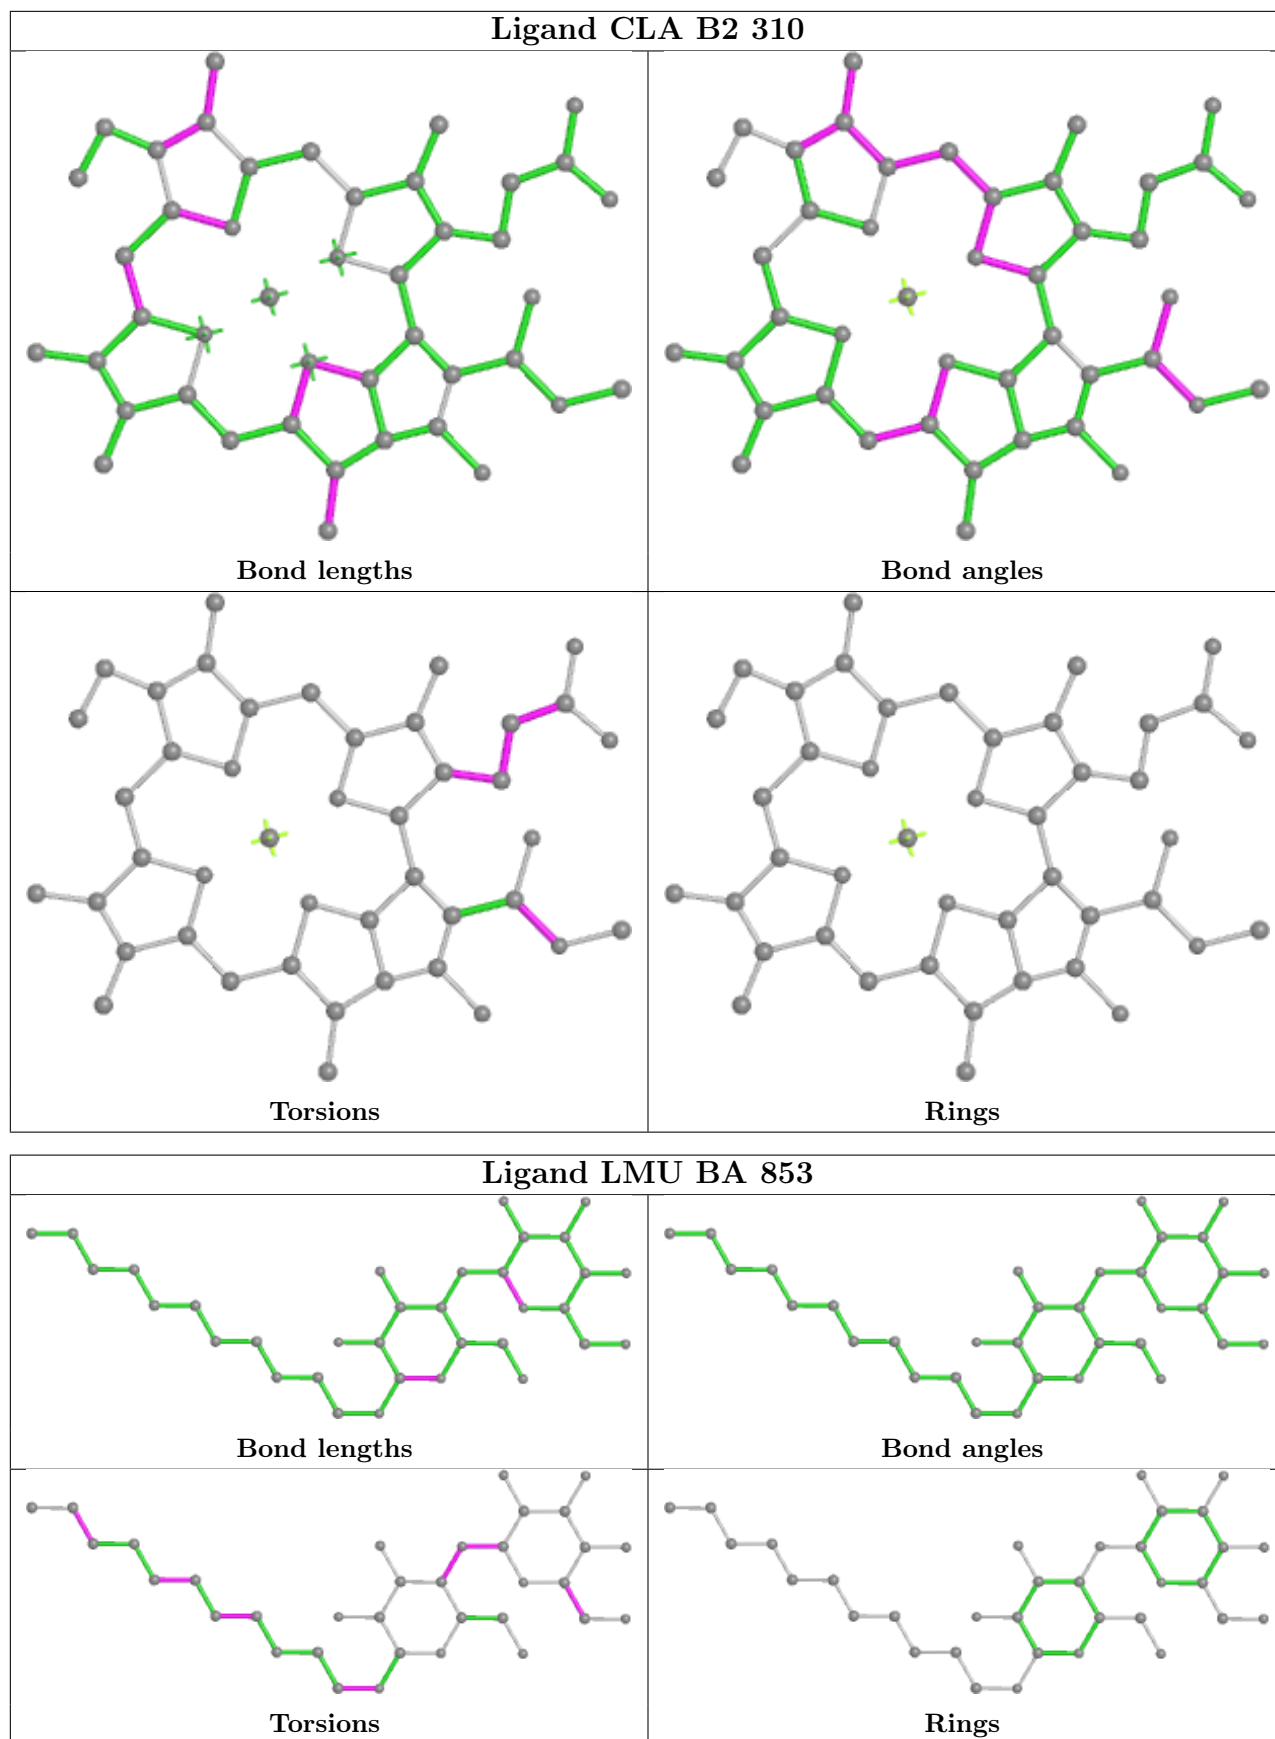 Ligand CLA B2 310
Bond lengths
Bond angles
Torsions
Rings
Ligand LMU BA 853
Bond lengths
Bond angles
Torsions
Rings